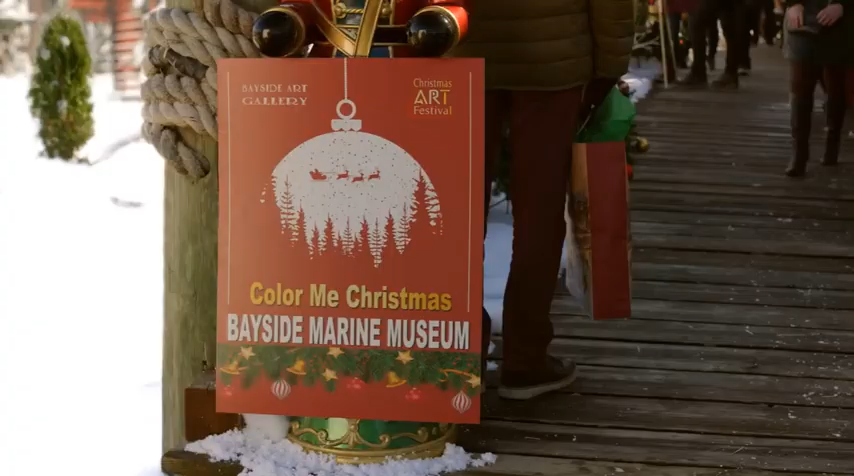 BAYSIDE ART
GALLERY
Christmas
ART
Festival
Color Me Christmas
BAYSIDE MARINE MUSEUM